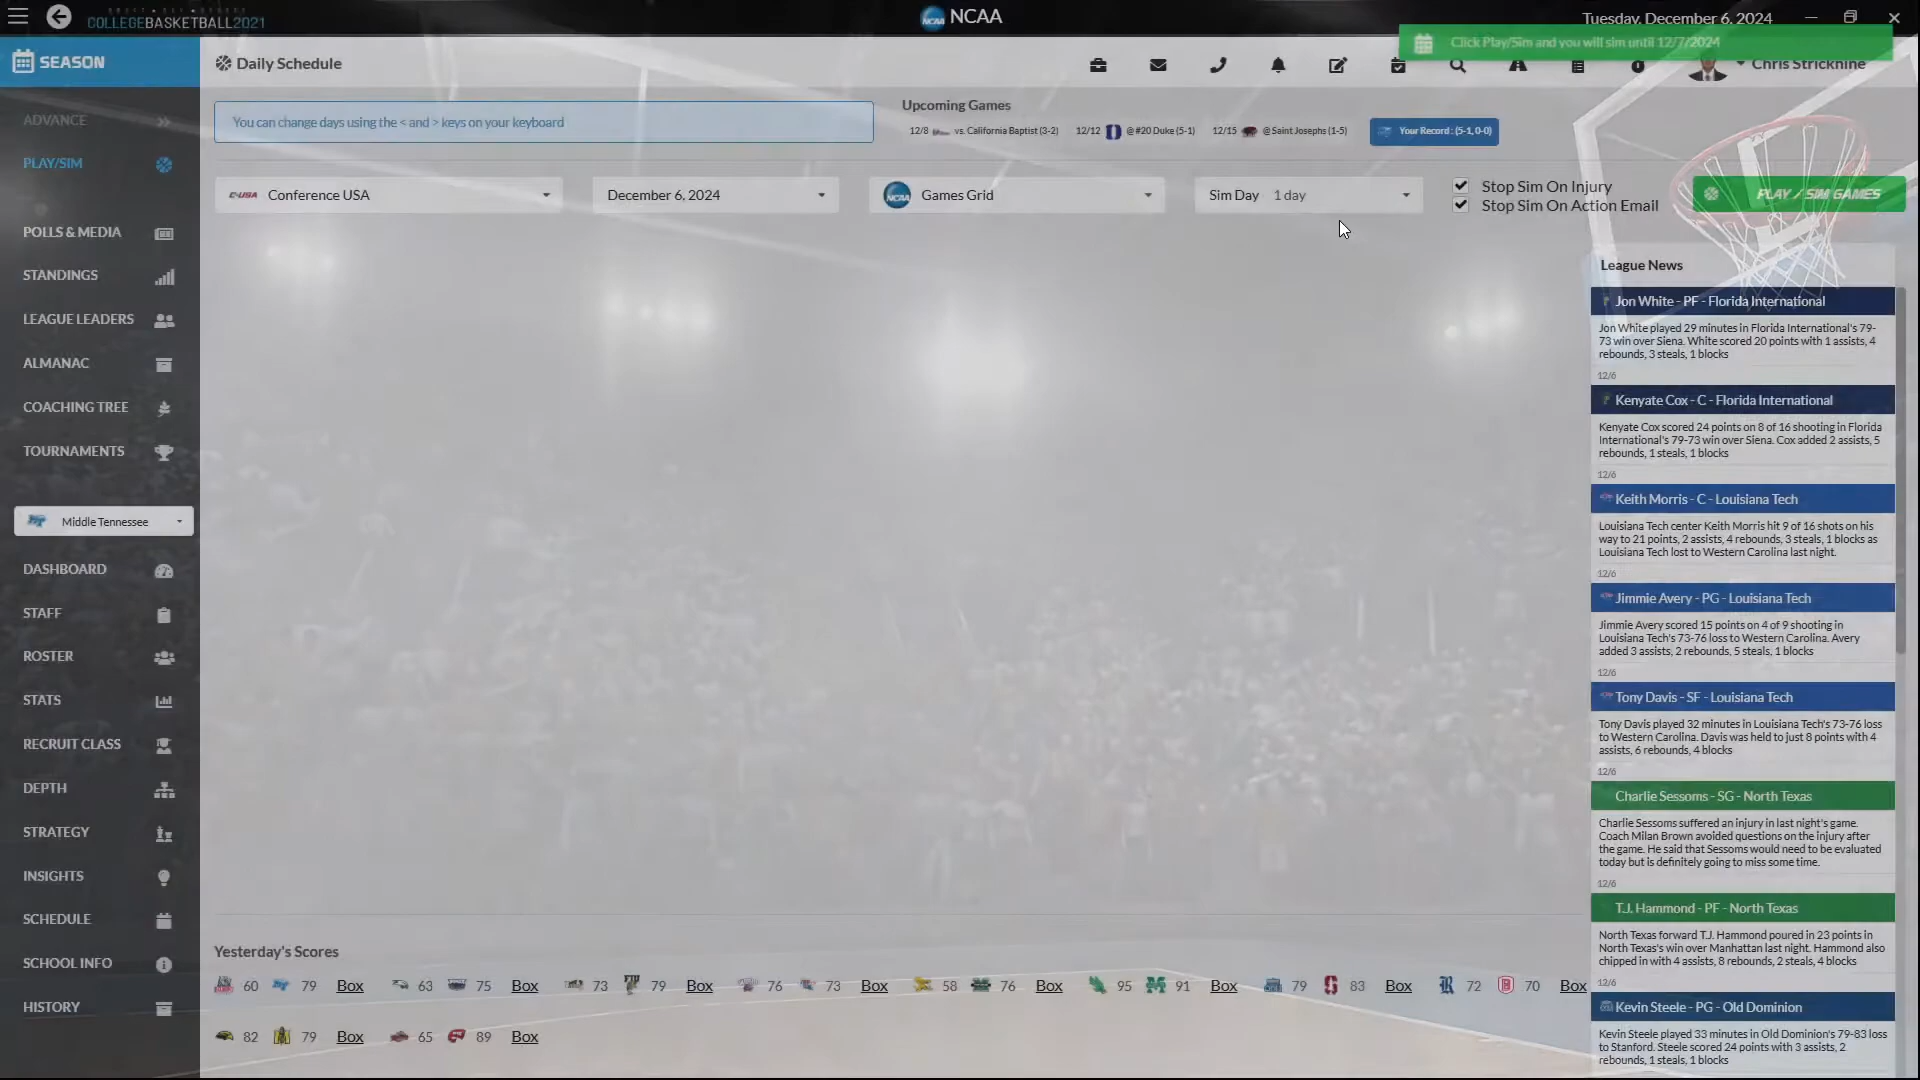 DRAFT DAY SPORTS
COLLEGEBASKETBALL2021
NCAA
Tuesday, December 6, 2024
Click Play/Sim and you will sim until 12/7/2024
SEASON
Daily Schedule
Chris Stricknine
ADVANCE
PLAY/SIM
POLLS & MEDIA
STANDINGS
LEAGUE LEADERS
ALMANAC
COACHING TREE
TOURNAMENTS
Middle Tennessee
DASHBOARD
STAFF
ROSTER
STATS
RECRUIT CLASS
DEPTH
STRATEGY
INSIGHTS
SCHEDULE
SCHOOL INFO
HISTORY
You can change days using the < and > keys on your keyboard
Upcoming Games
12/8 vs. California Baptist (3-2) 12/12 @ #20 Duke (5-1) 12/15 @ Saint Josephs (1-5) Your Record : (5-1, 0-0)
C-USA Conference USA December 6, 2024 NCAA Games Grid Sim Day 1 day
Stop Sim On Injury
Stop Sim On Action Email
PLAY / SIM GAMES
League News
Jon White - PF - Florida International
Jon White played 29 minutes in Florida International's 79-
73 win over Siena. White scored 20 points with 1 assists, 4
rebounds, 3 steals, 1 blocks
12/6
Kenyate Cox - C - Florida International
Kenyate Cox scored 24 points on 8 of 16 shooting in Florida
International's 79-73 win over Siena. Cox added 2 assists, 5
rebounds, 1 steals, 1 blocks
12/6
Keith Morris - C - Louisiana Tech
Louisiana Tech center Keith Morris hit 9 of 16 shots on his
way to 21 points, 2 assists, 4 rebounds, 3 steals, 1 blocks as
Louisiana Tech lost to Western Carolina last night.
12/6
Jimmie Avery - PG - Louisiana Tech
Jimmie Avery scored 15 points on 4 of 9 shooting in
Louisiana Tech's 73-76 loss to Western Carolina. Avery
added 3 assists, 2 rebounds, 5 steals, 1 blocks
12/6
Tony Davis - SF - Louisiana Tech
Tony Davis played 32 minutes in Louisiana Tech's 73-76 loss
to Western Carolina. Davis was held to just 8 points with 4
assists, 6 rebounds, 4 blocks
12/6
Charlie Sessoms - SG - North Texas
Charlie Sessoms suffered an injury in last night's game.
Coach Milan Brown avoided questions on the injury after
the game. He said that Sessoms would need to be evaluated
today but is definitely going to miss some time.
12/6
T.J. Hammond - PF - North Texas
North Texas forward T.J. Hammond poured in 23 points in
North Texas's win over Manhattan last night. Hammond also
chipped in with 4 assists, 8 rebounds, 2 steals, 4 blocks
12/6
Kevin Steele - PG - Old Dominion
Kevin Steele played 33 minutes in Old Dominion's 79-83 loss
to Stanford. Steele scored 24 points with 3 assists, 2
rebounds, 1 steals, 1 blocks
Yesterday's Scores
60 79 Box 63 75 Box 73 79 Box 76 73 Box 58 76 Box 95 91 Box 79 83 Box 72 70 Box
82 79 Box 65 89 Box